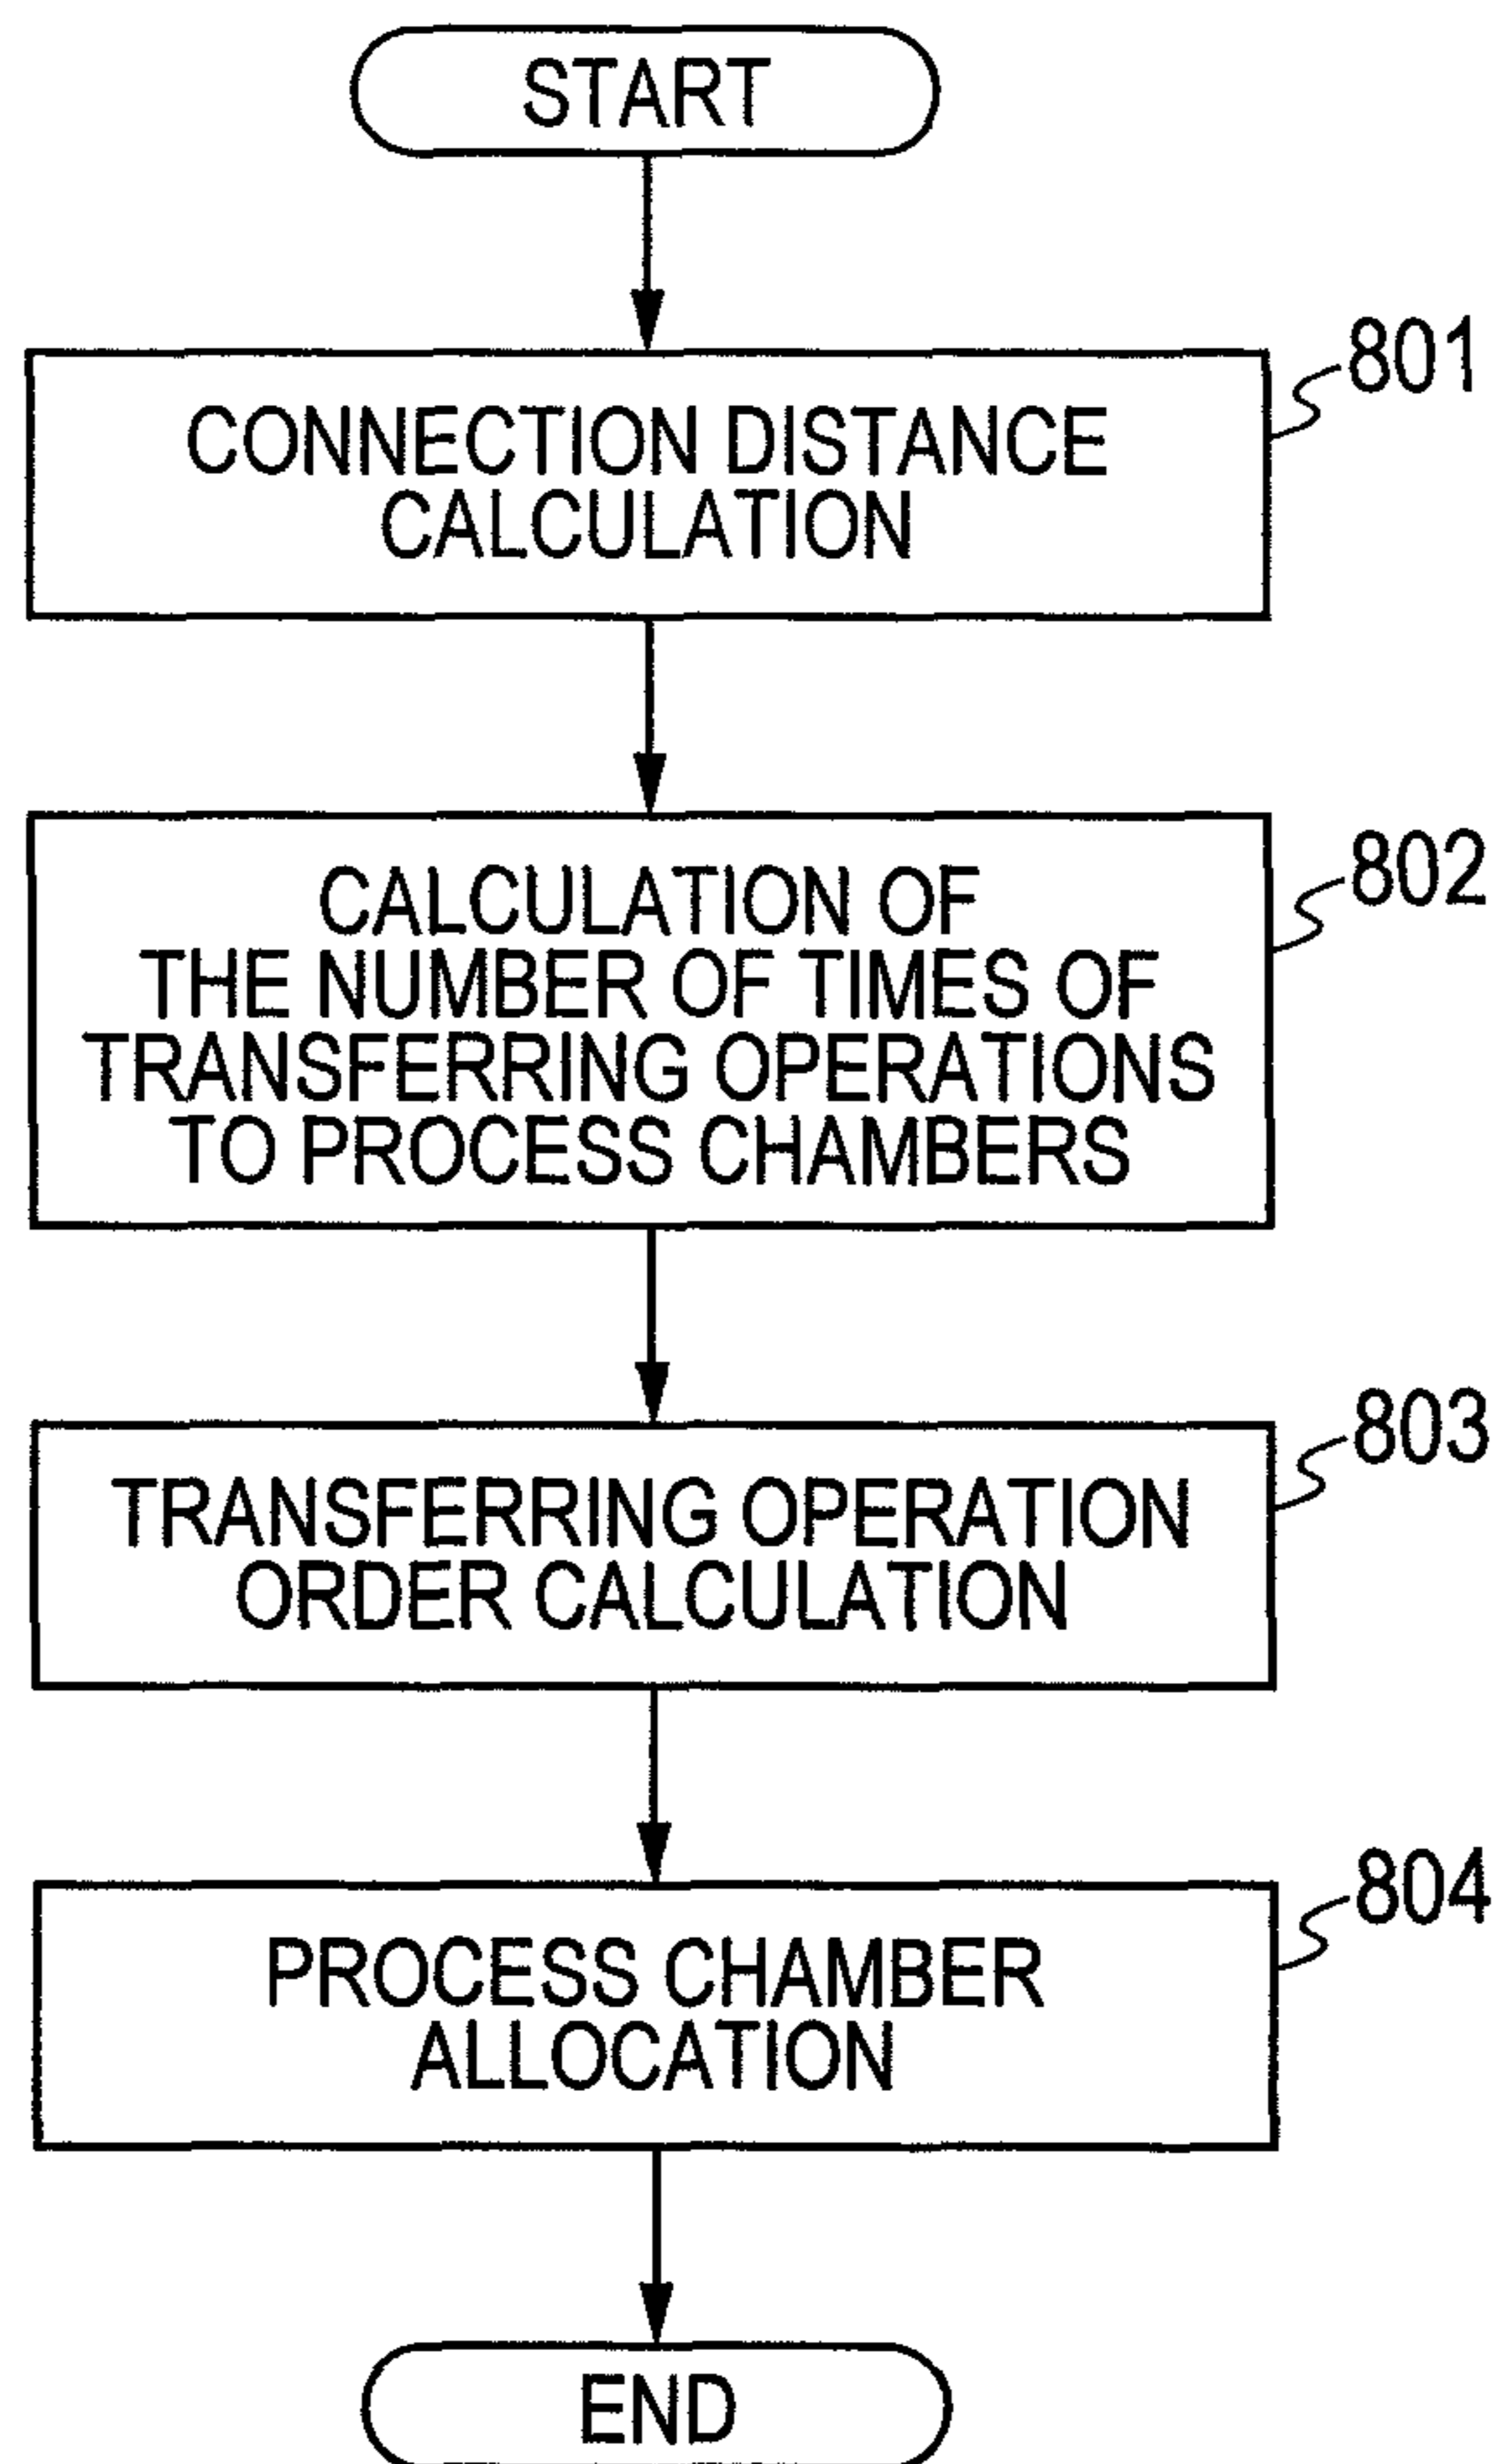 START
801
CONNECTION DISTANCE
CALCULATION
802
CALCULATION OF
THE NUMBER OF TIMES OF
TRANSFERRING OPERATIONS
TO PROCESS CHAMBERS
803
TRANSFERRING OPERATION
ORDER CALCULATION
804
PROCESS CHAMBER
ALLOCATION
END